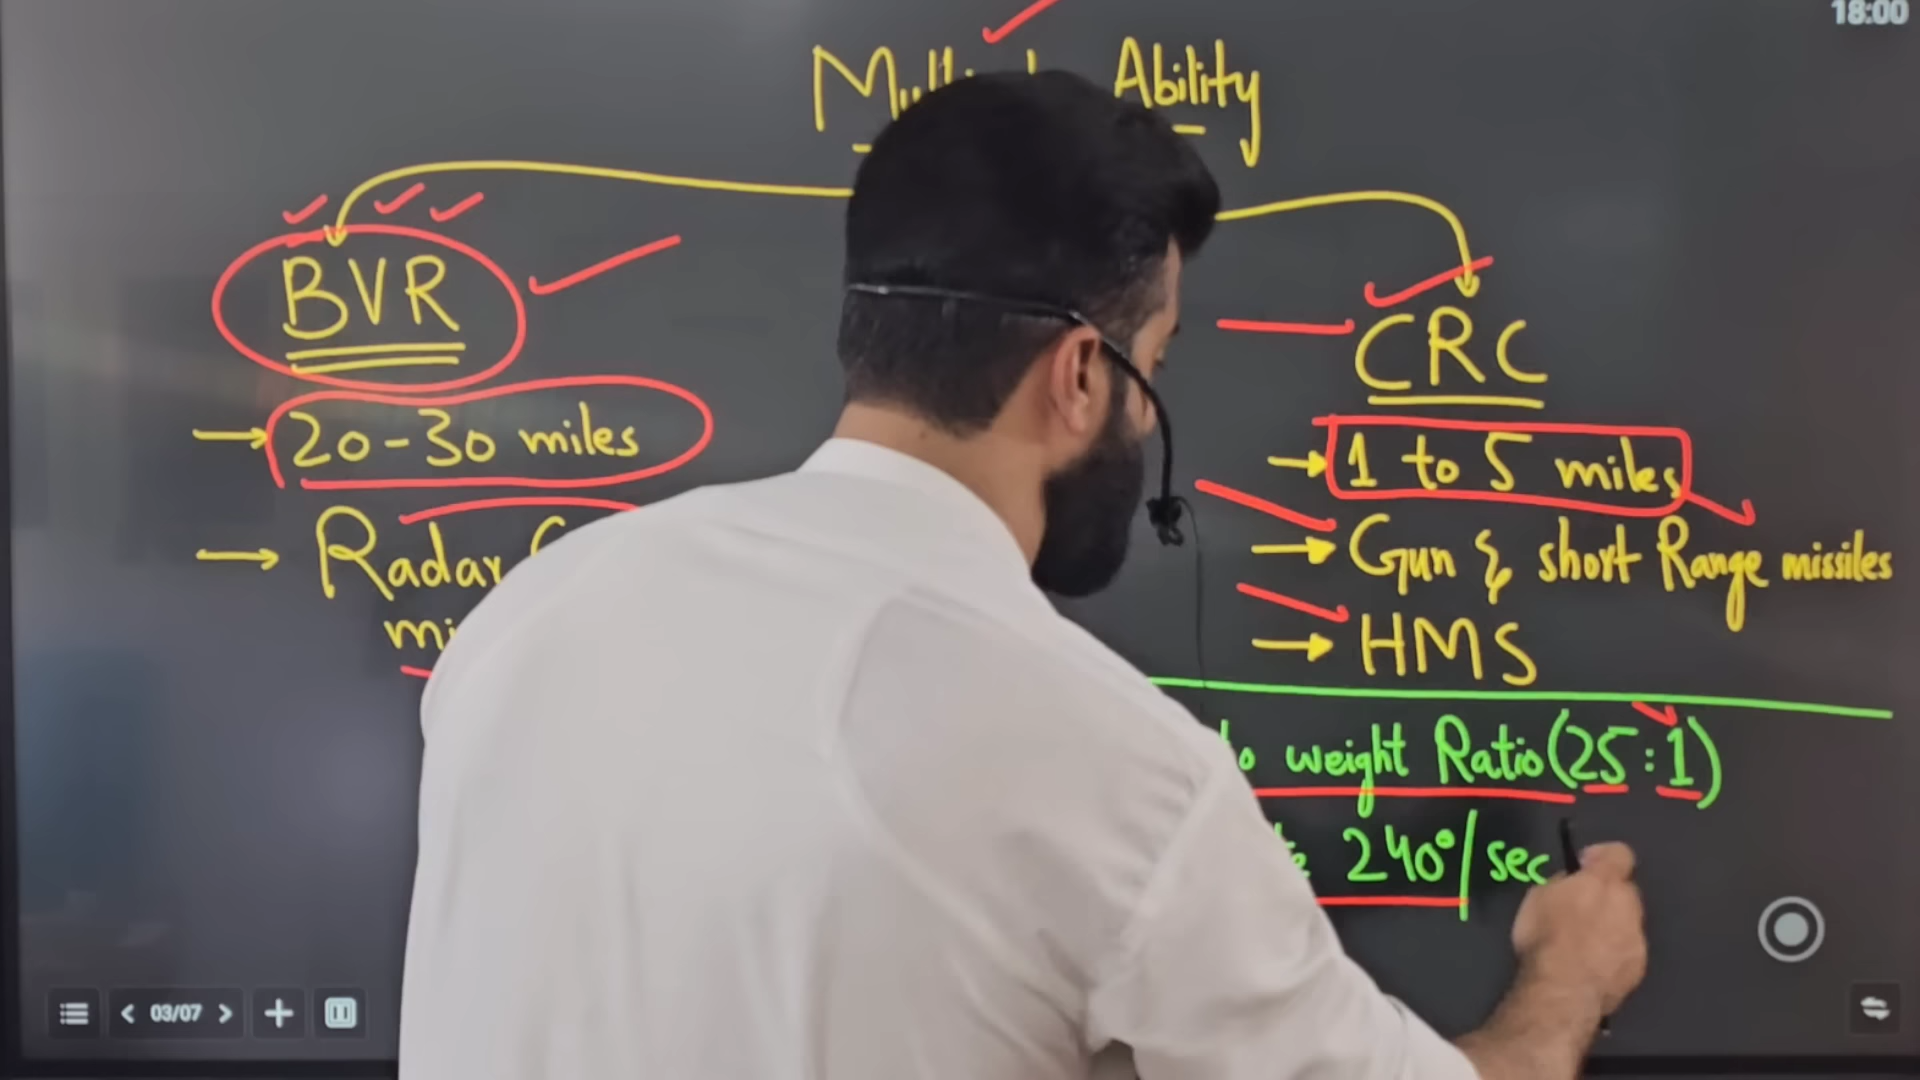 18:00
Ability
BVR
CRC
20-30 miles
1 to 5 miles
Radar
Gun & short Range missiles
HMS
weight Ratio (25:1)
240°/sec
03/07